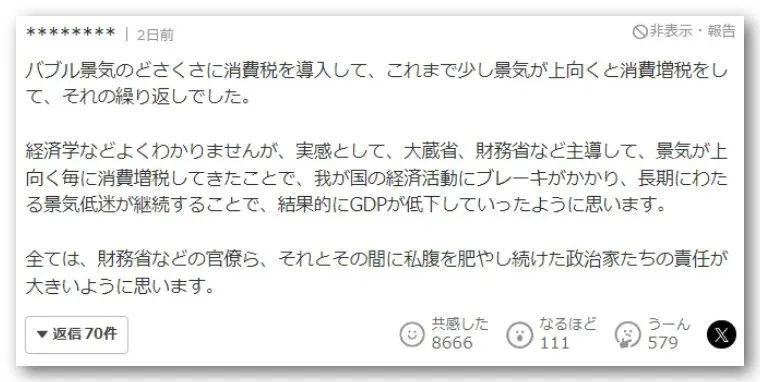 ******** | 2日前
非表示・報告
バブル景気のどさくさに消費税を導入して、これまで少し景気が上向くと消費増税をし
て、それの繰り返しでした。
経済学などよくわかりませんが、実感として、大蔵省、財務省など主導して、景気が上
向く毎に消費増税してきたことで、我が国の経済活動にブレーキがかかり、長期にわた
る景気低迷が継続することで、結果的にGDPが低下していったように思います。
全ては、財務省などの官僚ら、それとその間に私腹を肥やし続けた政治家たちの責任が
大きいように思います。
▼返信70件
共感した
8666
なるほど
111
うーん
579
X